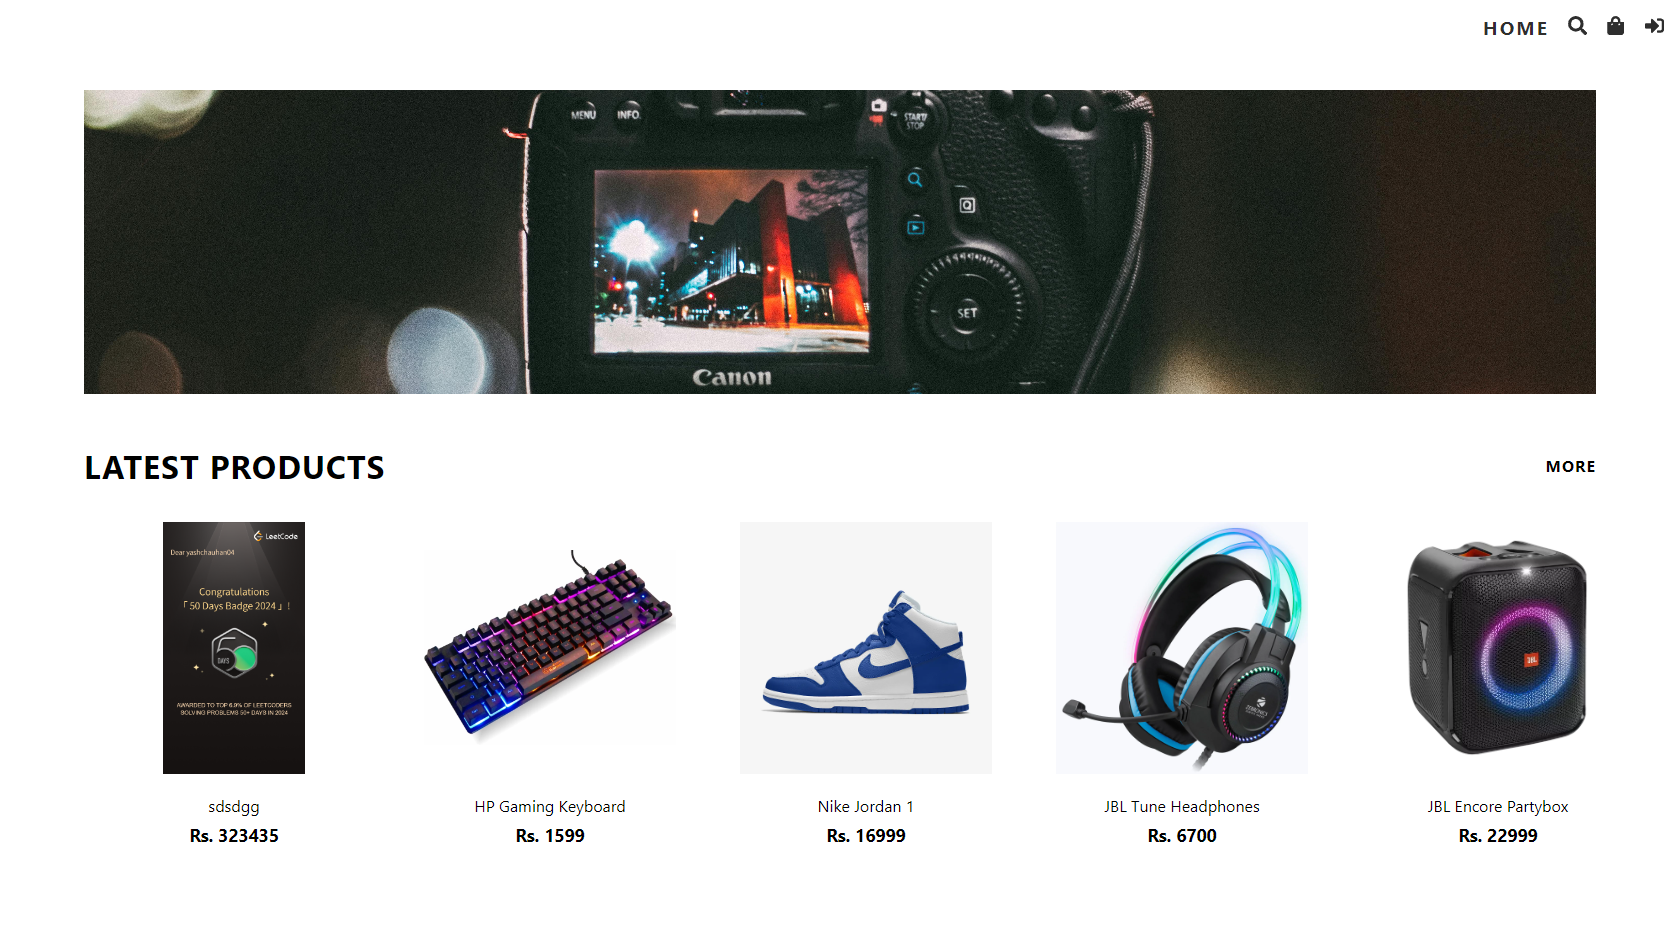 HOME
MENU
INFO.
START/
STOP
Q
SET
Canon
LATEST PRODUCTS
MORE
LeetCode
Dear yashchauhan04
Congratulations
「 50 Days Badge 2024 」!
50
DAYS
AWARDED TO TOP 6.9% OF LEETCODERS
SOLVING PROBLEMS 50+ DAYS IN 2024
ZEBRONICS
JBL
sdsdgg
HP Gaming Keyboard
Nike Jordan 1
JBL Tune Headphones
JBL Encore Partybox
Rs. 323435
Rs. 1599
Rs. 16999
Rs. 6700
Rs. 22999